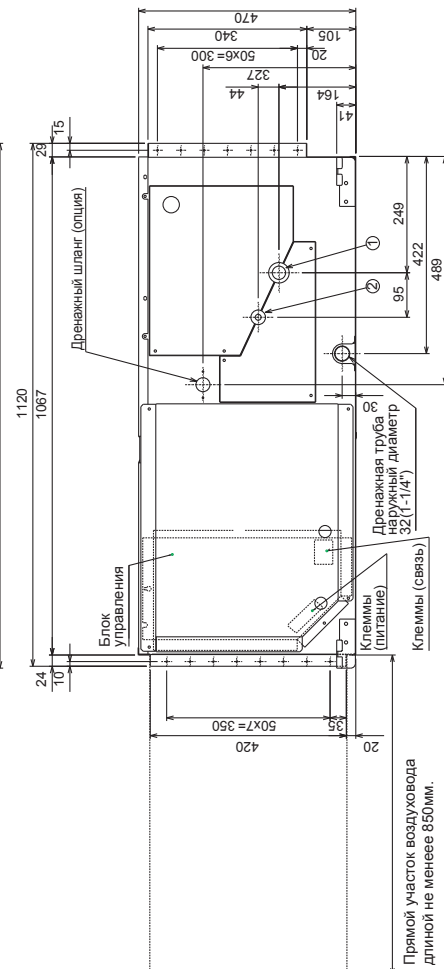 1120
1067
29
15
24
10
470
340
105
50x6=300
20
327
44
164
41
249
422
489
95
Дренажный шланг (опция)
①
②
30
Дренажная труба
наружный диаметр
32(1-1/4")
Блок
управления
Клеммы
(питание)
Клеммы (связь)
50x7=350
420
35
20
Прямой участок воздуховода
длиной не менеее 850мм.